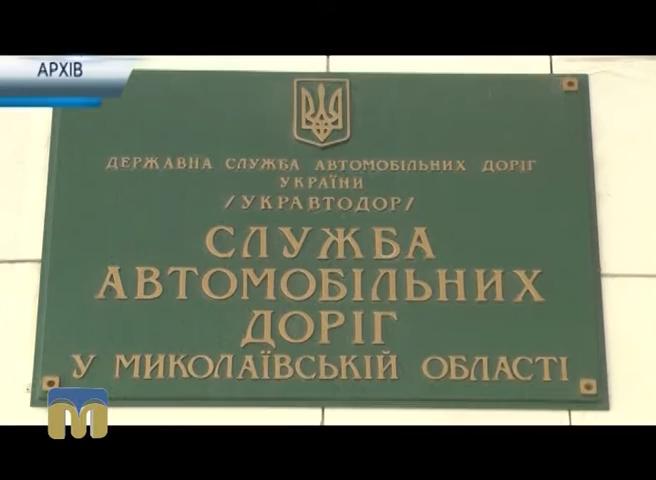 АРХІВ
ДЕРЖАВНА СЛУЖБА АВТОМОБІЛЬНИХ ДОРІГ
УКРАЇНИ
/УКРАВТОДОР/
СЛУЖБА
АВТОМОБІЛЬНИХ
ДОРІГ
У МИКОЛАЇВСЬКІЙ ОБЛАСТІ